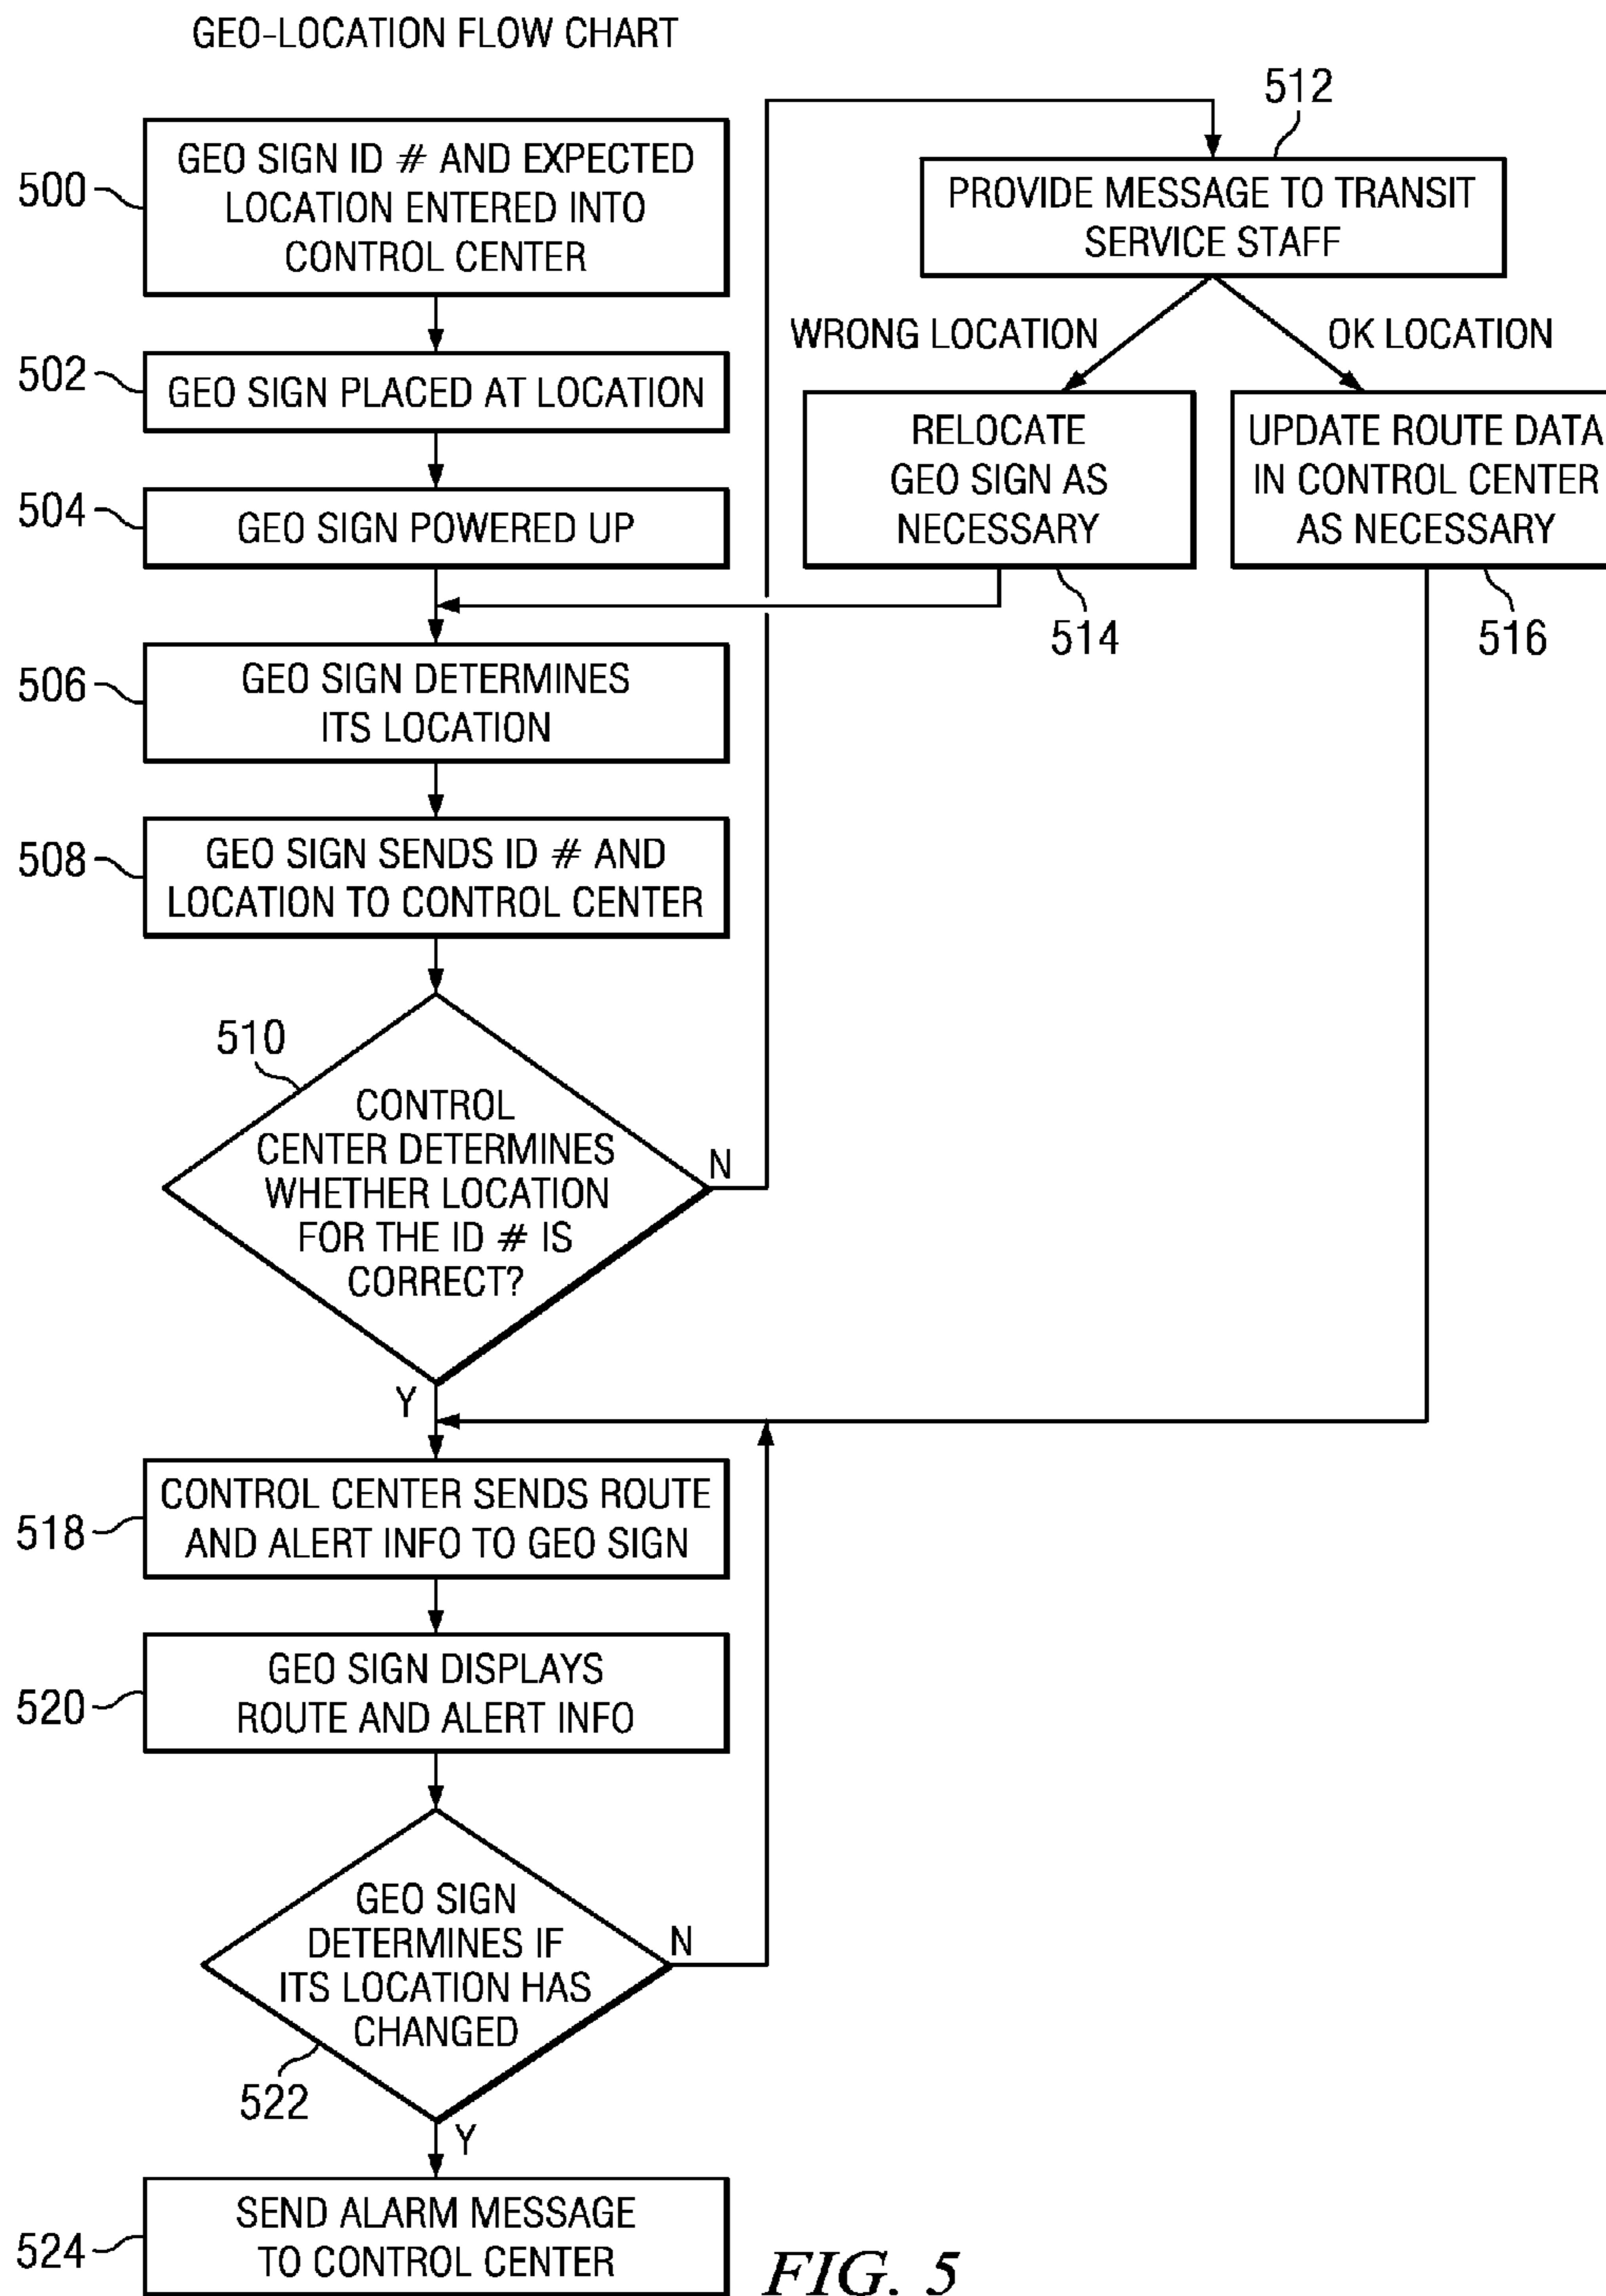 GEO-LOCATION FLOW CHART
500
GEO SIGN ID # AND EXPECTED
LOCATION ENTERED INTO
CONTROL CENTER
502
GEO SIGN PLACED AT LOCATION
504
GEO SIGN POWERED UP
506
GEO SIGN DETERMINES
ITS LOCATION
508
GEO SIGN SENDS ID # AND
LOCATION TO CONTROL CENTER
510
CONTROL
CENTER DETERMINES
WHETHER LOCATION
FOR THE ID # IS
CORRECT?
N
Y
512
PROVIDE MESSAGE TO TRANSIT
SERVICE STAFF
WRONG LOCATION
OK LOCATION
RELOCATE
GEO SIGN AS
NECESSARY
514
UPDATE ROUTE DATA
IN CONTROL CENTER
AS NECESSARY
516
518
CONTROL CENTER SENDS ROUTE
AND ALERT INFO TO GEO SIGN
520
GEO SIGN DISPLAYS
ROUTE AND ALERT INFO
GEO SIGN
DETERMINES IF
ITS LOCATION HAS
CHANGED
N
522
Y
524
SEND ALARM MESSAGE
TO CONTROL CENTER
FIG. 5